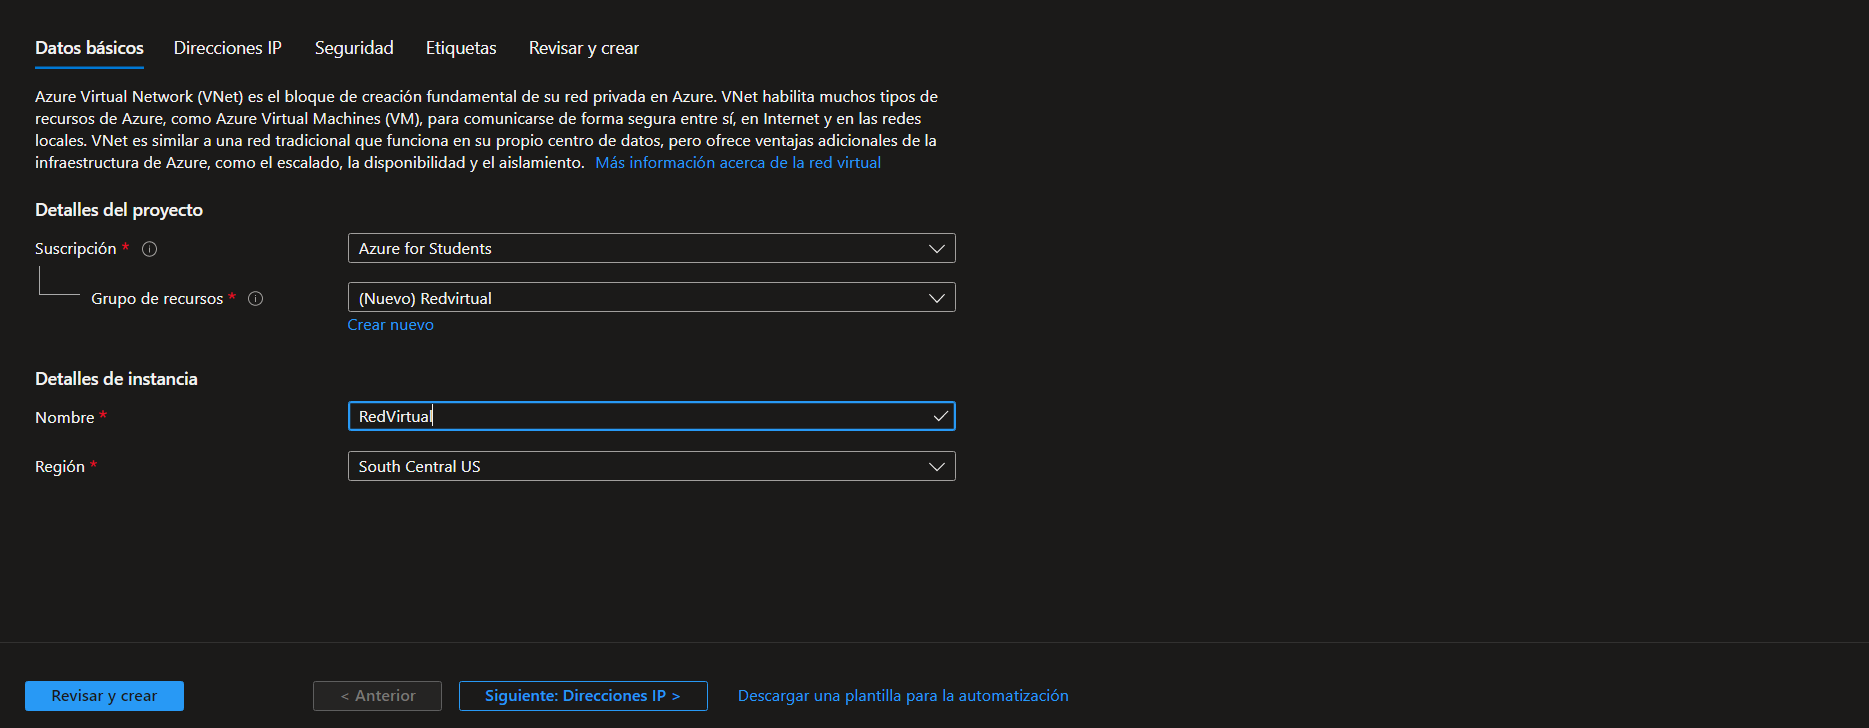 Datos básicos Direcciones IP Seguridad Etiquetas Revisar y crear
Azure Virtual Network (VNet) es el bloque de creación fundamental de su red privada en Azure. VNet habilita muchos tipos de
recursos de Azure, como Azure Virtual Machines (VM), para comunicarse de forma segura entre sí, en Internet y en las redes
locales. VNet es similar a una red tradicional que funciona en su propio centro de datos, pero ofrece ventajas adicionales de la
infraestructura de Azure, como el escalado, la disponibilidad y el aislamiento. Más información acerca de la red virtual
Detalles del proyecto
Suscripción * Azure for Students
Grupo de recursos * (Nuevo) Redvirtual
Crear nuevo
Detalles de instancia
Nombre * RedVirtual
Región * South Central US
Revisar y crear < Anterior Siguiente: Direcciones IP > Descargar una plantilla para la automatización